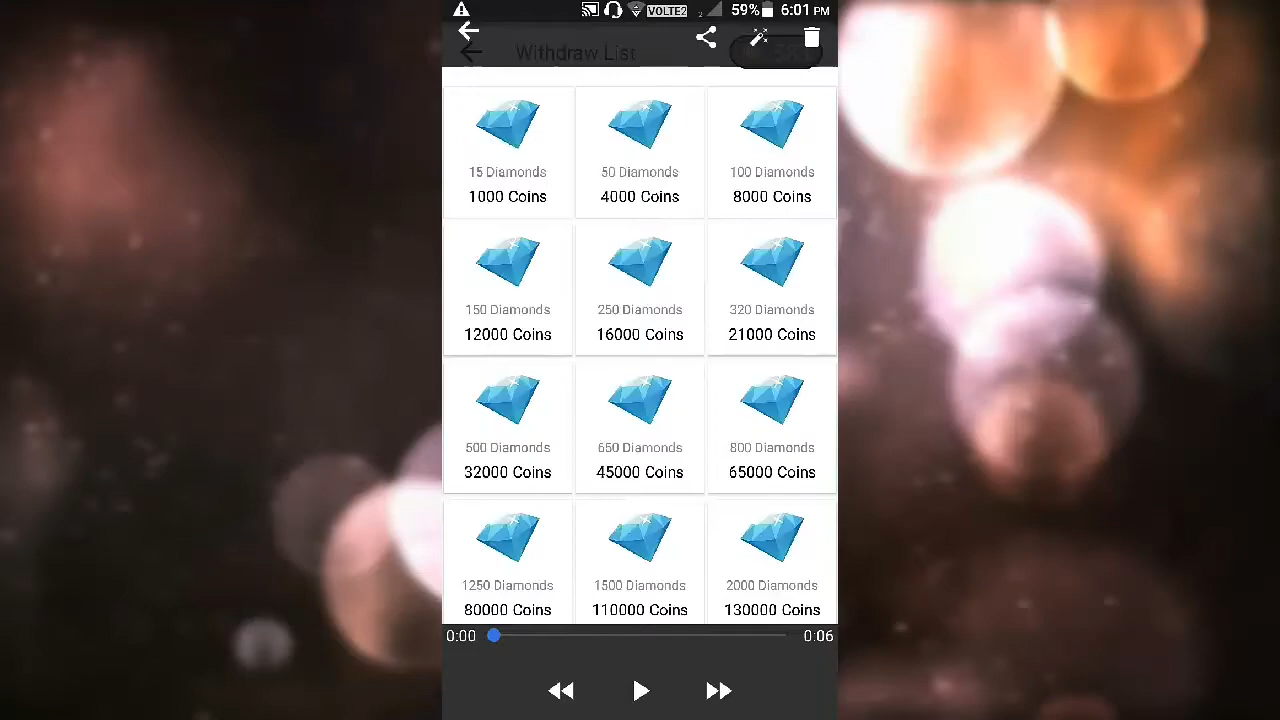 VOLTE2 2 59% 6:01 PM
Withdraw List
15 Diamonds 50 Diamonds 100 Diamonds
1000 Coins 4000 Coins 8000 Coins
150 Diamonds 250 Diamonds 320 Diamonds
12000 Coins 16000 Coins 21000 Coins
500 Diamonds 650 Diamonds 800 Diamonds
32000 Coins 45000 Coins 65000 Coins
1250 Diamonds 1500 Diamonds 2000 Diamonds
80000 Coins 110000 Coins 130000 Coins
0:00 0:06